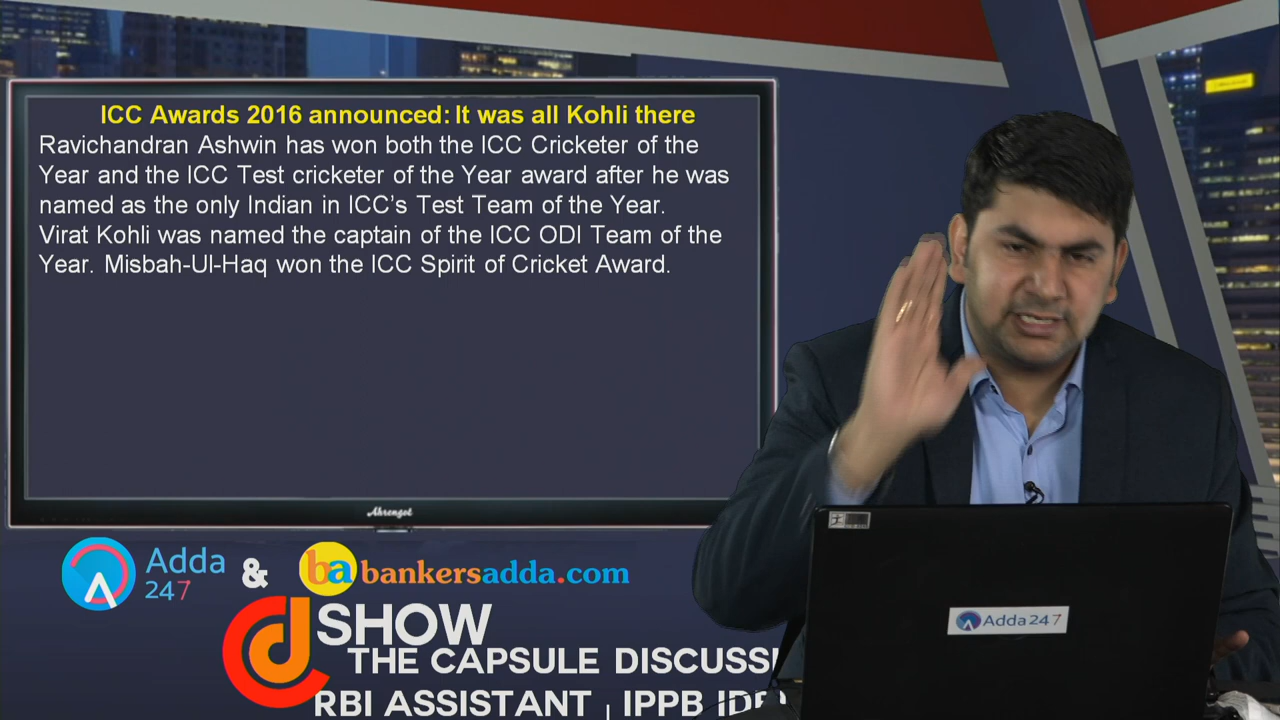 ICC Awards 2016 announced: It was all Kohli there
Ravichandran Ashwin has won both the ICC Cricketer of the
Year and the ICC Test cricketer of the Year award after he was
named as the only Indian in ICC's Test Team of the Year.
Virat Kohli was named the captain of the ICC ODI Team of the
Year. Misbah-Ul-Haq won the ICC Spirit of Cricket Award.
Ahrengot
Adda
247
&
ba bankersadda.com
SHOW
THE CAPSULE
RBI ASSISTANT | IPPB
Adda247